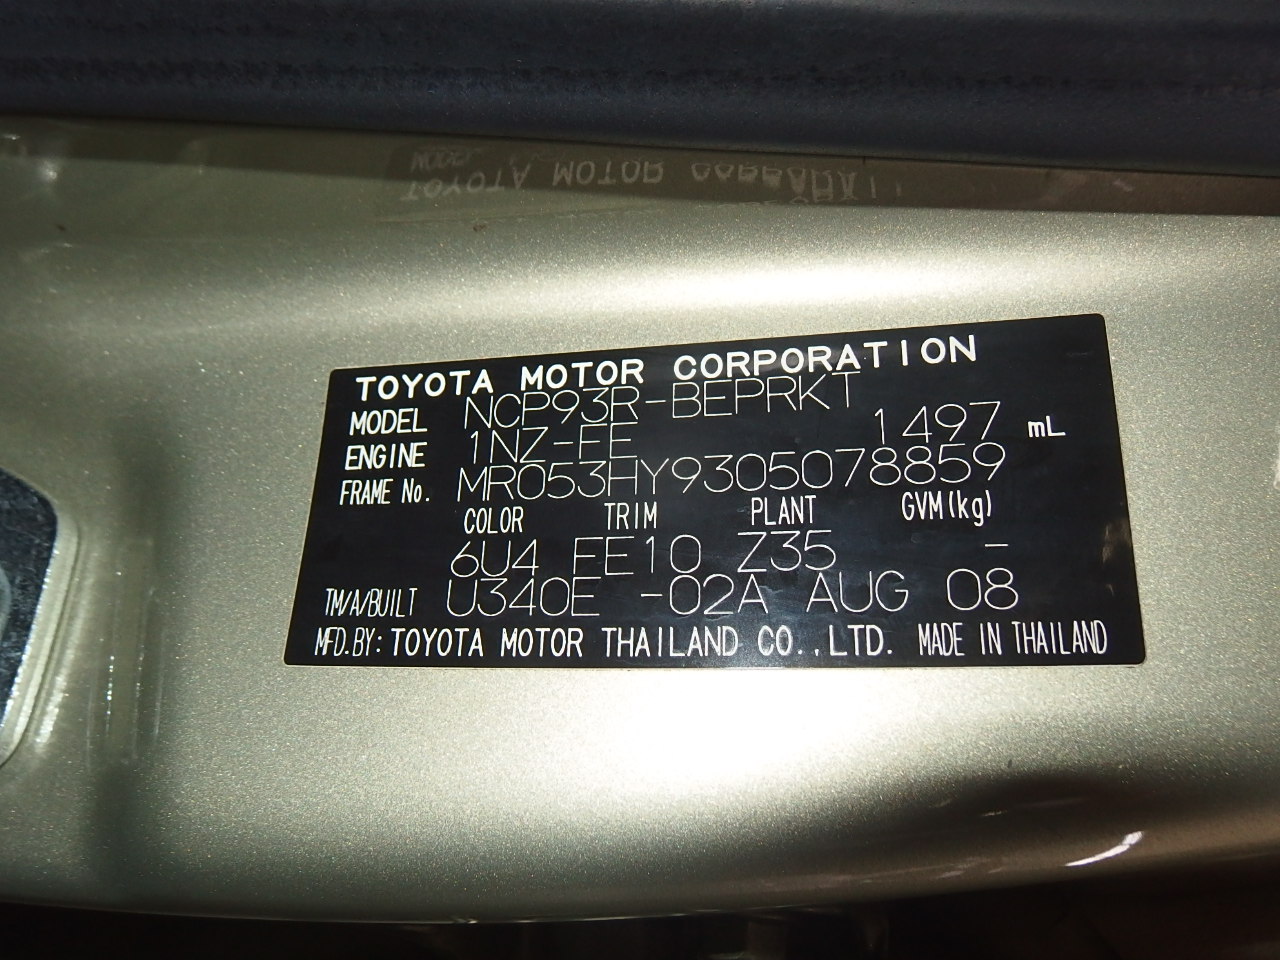 TOYOTA MOTOR CORPORATION
MODEL NCP93R-BEPRKT
ENGINE 1NZ-FE 1497 mL
FRAME No. MR053HY9305078859
COLOR TRIM PLANT GVM(kg)
6U4 FE10 Z35 -
TM/A/BUILT U340E -02A AUG 08
MFD.BY: TOYOTA MOTOR THAILAND CO.,LTD. MADE IN THAILAND